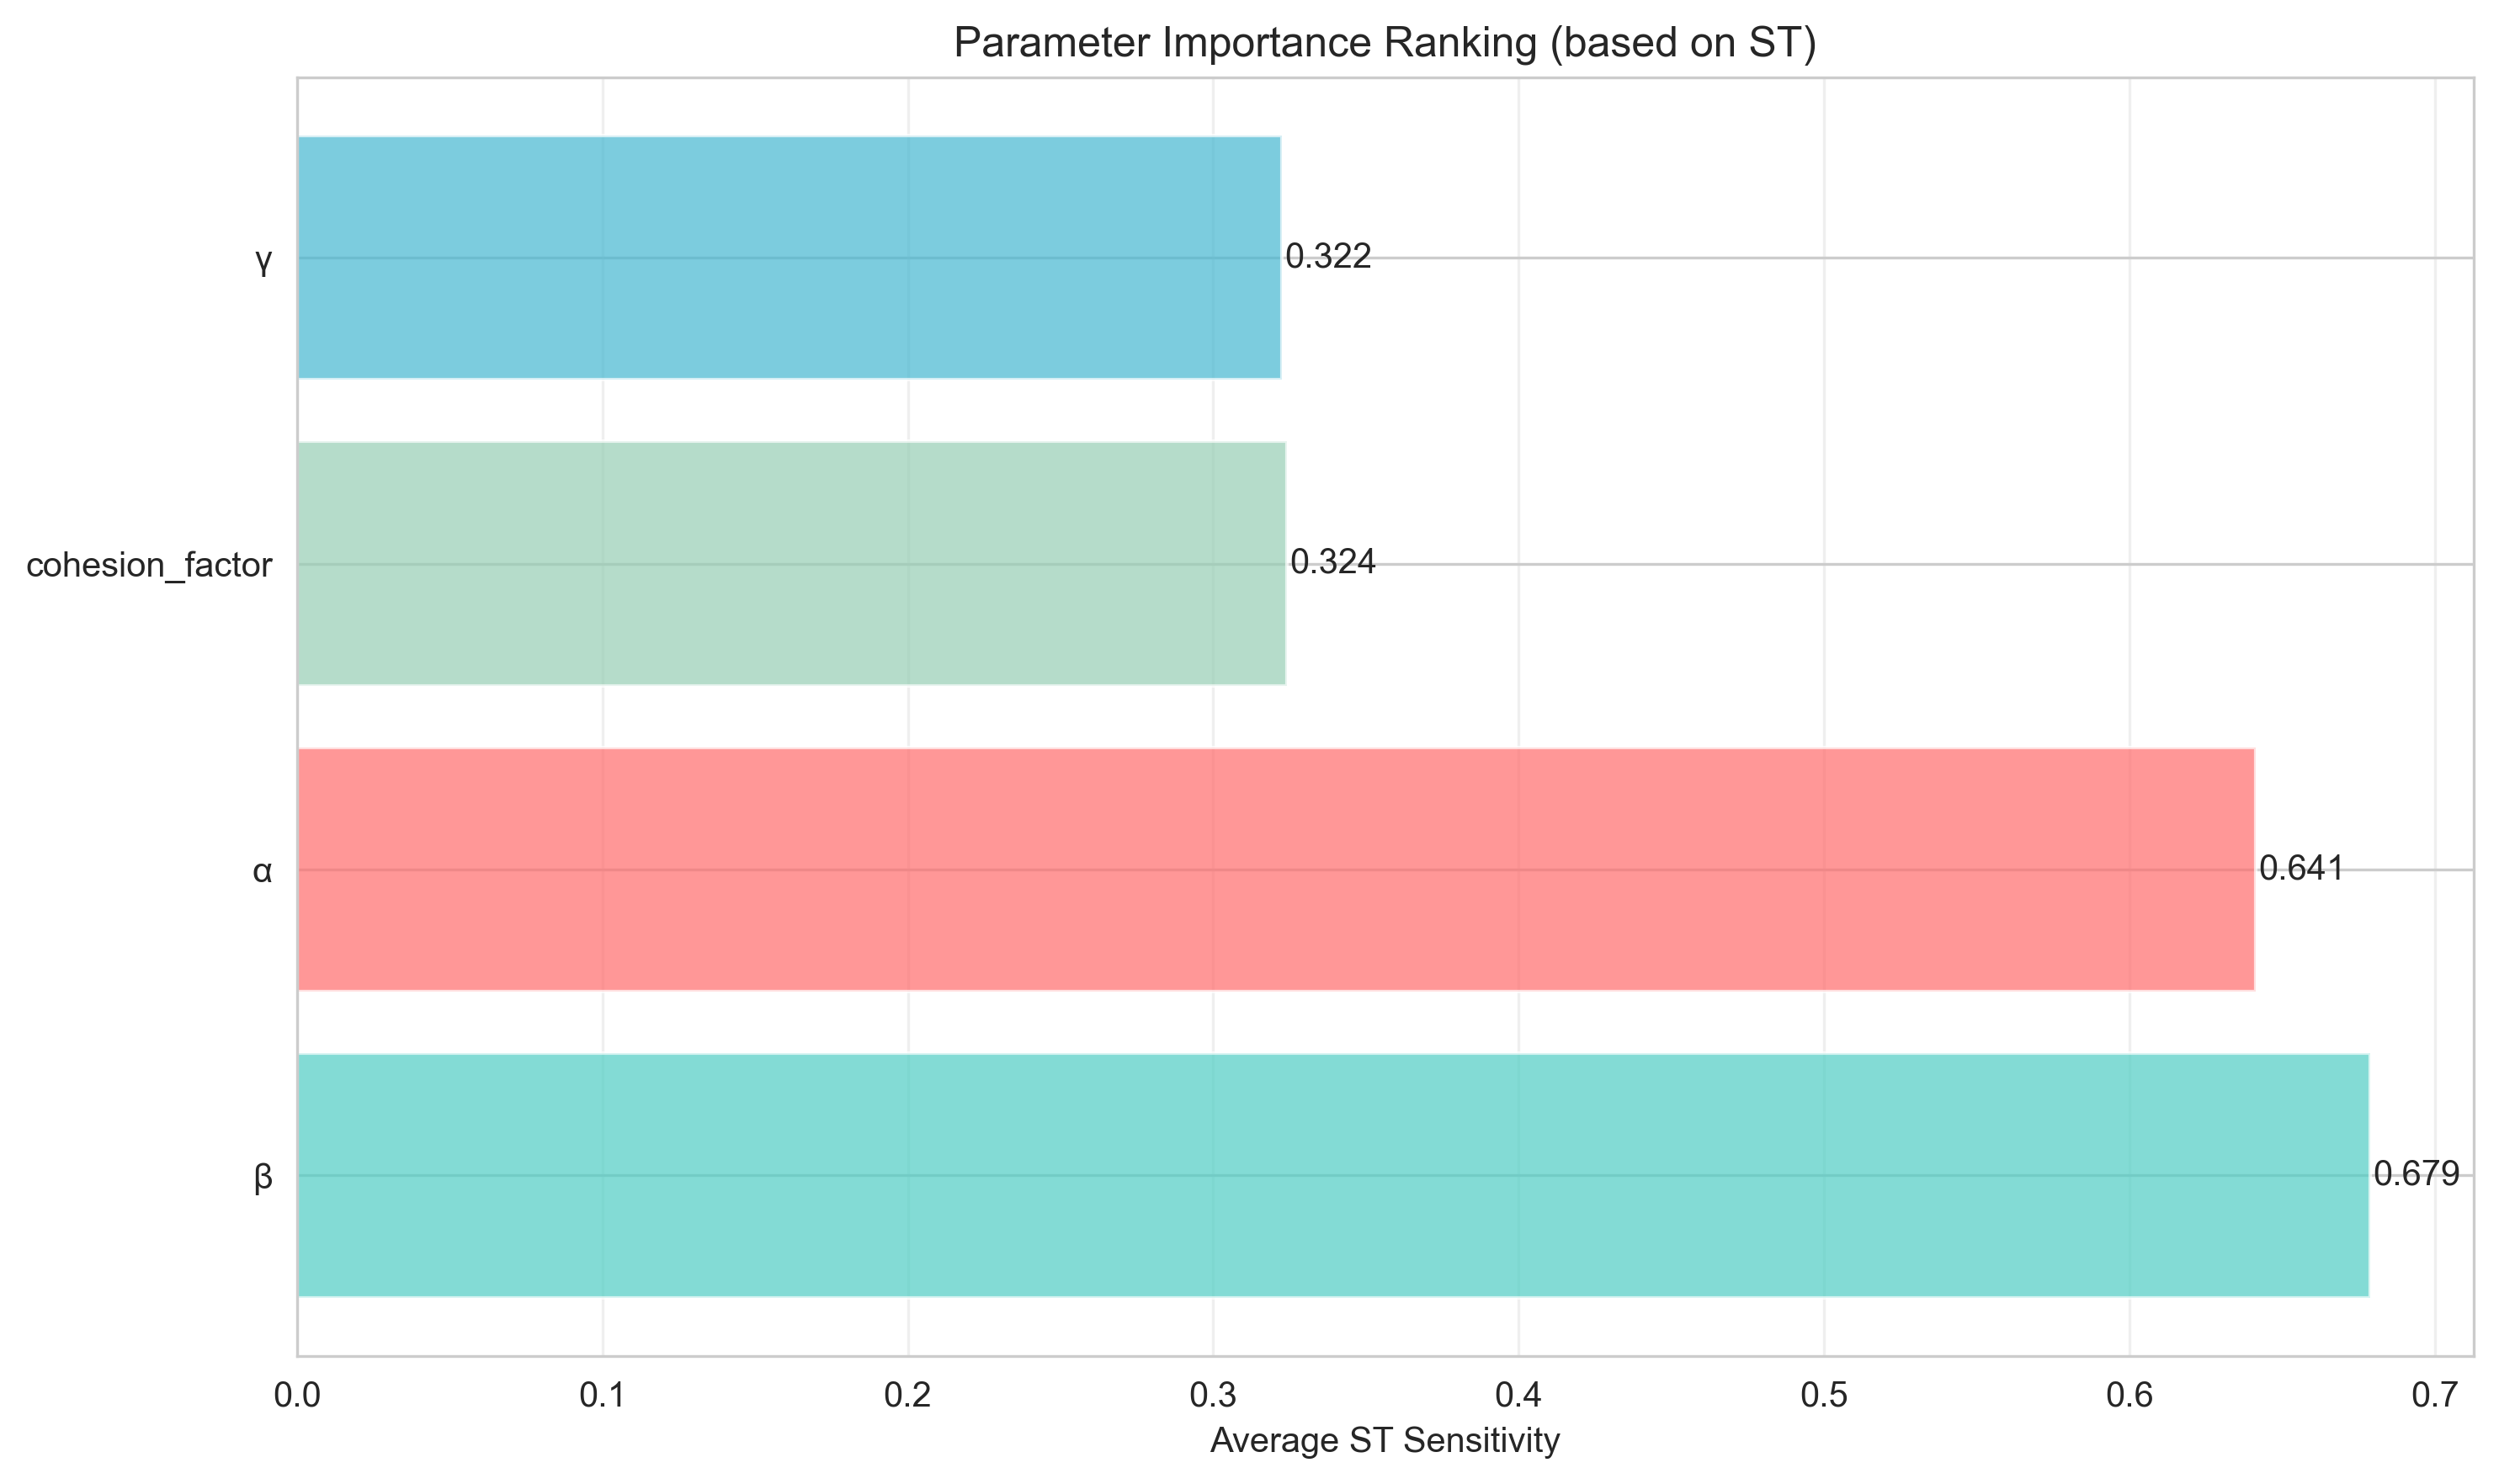 Parameter Importance Ranking (based on ST)
γ
0.322
cohesion_factor
0.324
α
0.641
β
0.679
0.0 0.1 0.2 0.3 0.4 0.5 0.6 0.7
Average ST Sensitivity